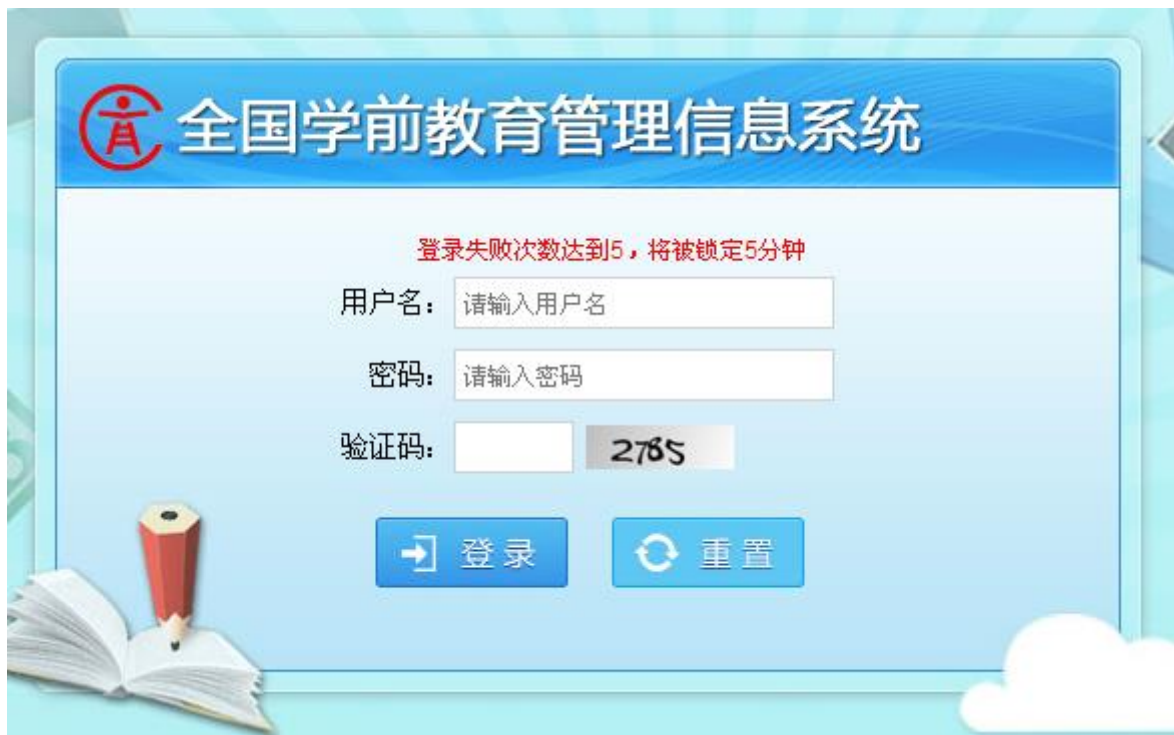 全国学前教育管理信息系统
登录失败次数达到5，将被锁定5分钟
用户名： 请输入用户名
密码： 请输入密码
验证码： 2785
登录 重置